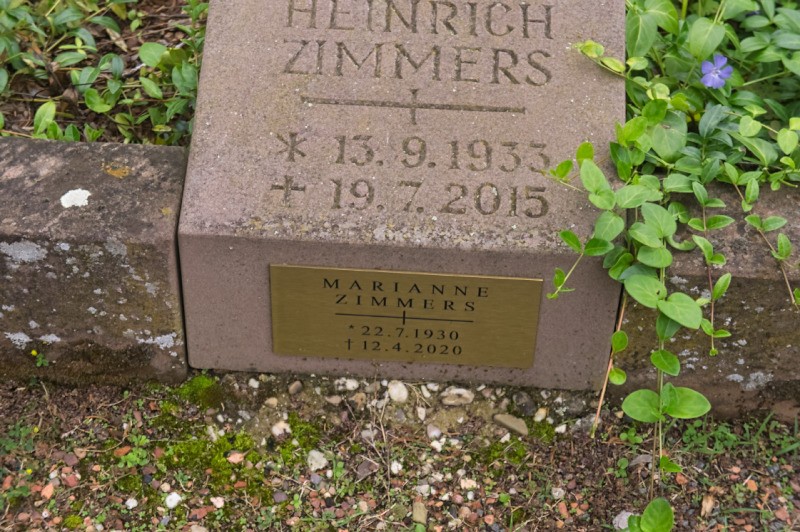 HEINRICH
ZIMMERS
* 13.9.1933
† 19.7.2015
MARIANNE
ZIMMERS
* 22.7.1930
† 12.4.2020